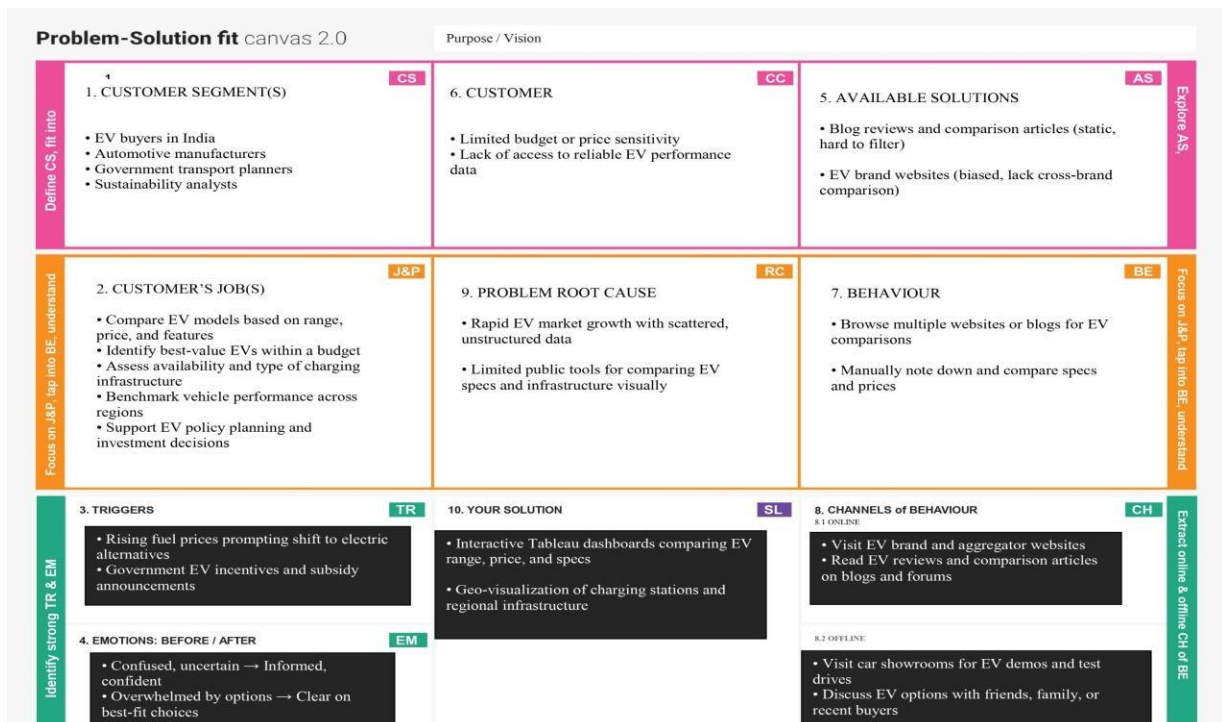 Problem-Solution fit canvas 2.0
Purpose / Vision
Define CS, fit into
CS
1
1. CUSTOMER SEGMENT(S)
• EV buyers in India
• Automotive manufacturers
• Government transport planners
• Sustainability analysts
CC
6. CUSTOMER
• Limited budget or price sensitivity
• Lack of access to reliable EV performance
data
AS
5. AVAILABLE SOLUTIONS
• Blog reviews and comparison articles (static,
hard to filter)
• EV brand websites (biased, lack cross-brand
comparison)
Explore AS,
Focus on J&P, tap into BE, understand
J&P
2. CUSTOMER'S JOB(S)
• Compare EV models based on range,
price, and features
• Identify best-value EVs within a budget
• Assess availability and type of charging
infrastructure
• Benchmark vehicle performance across
regions
• Support EV policy planning and
investment decisions
RC
9. PROBLEM ROOT CAUSE
• Rapid EV market growth with scattered,
unstructured data
• Limited public tools for comparing EV
specs and infrastructure visually
BE
7. BEHAVIOUR
• Browse multiple websites or blogs for EV
comparisons
• Manually note down and compare specs
and prices
Focus on J&P, tap into BE, understand
Identify strong TR & EM
3. TRIGGERS
TR
• Rising fuel prices prompting shift to electric
alternatives
• Government EV incentives and subsidy
announcements
4. EMOTIONS: BEFORE / AFTER
EM
• Confused, uncertain → Informed,
confident
• Overwhelmed by options → Clear on
best-fit choices
10. YOUR SOLUTION
SL
• Interactive Tableau dashboards comparing EV
range, price, and specs
• Geo-visualization of charging stations and
regional infrastructure
8. CHANNELS of BEHAVIOUR
CH
8.1 ONLINE
• Visit EV brand and aggregator websites
• Read EV reviews and comparison articles
on blogs and forums
8.2 OFFLINE
• Visit car showrooms for EV demos and test
drives
• Discuss EV options with friends, family, or
recent buyers
Extract online & offline CH of BE